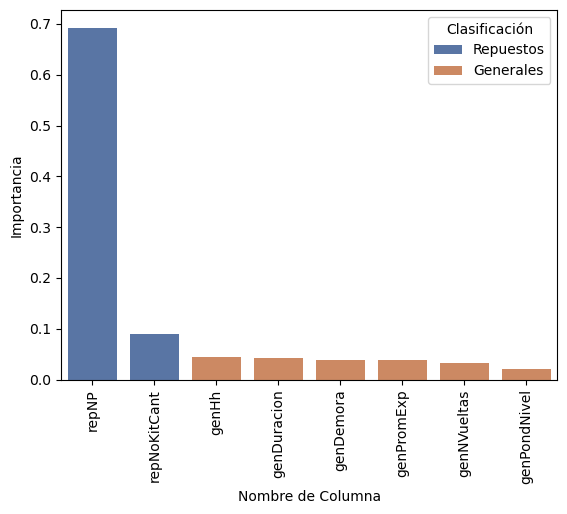 Importancia
0.7
0.6
0.5
0.4
0.3
0.2
0.1
0.0
Clasificación
Repuestos
Generales
repNP
repNoKitCant
genHh
genDuracion
genDemora
genPromExp
genNVueltas
genPondNivel
Nombre de Columna